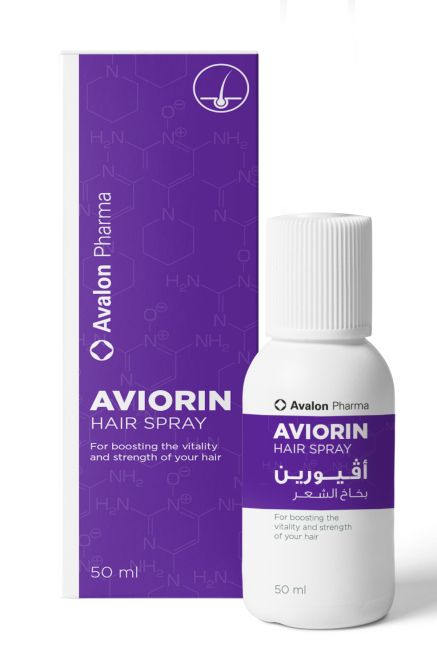 Avalon Pharma
AVIORIN
HAIR SPRAY
For boosting the vitality
and strength of your hair
50 ml
Avalon Pharma
AVIORIN
HAIR SPRAY
أڤيورين
بخاخ الشعر
For boosting the
vitality and strength
of your hair
50 ml